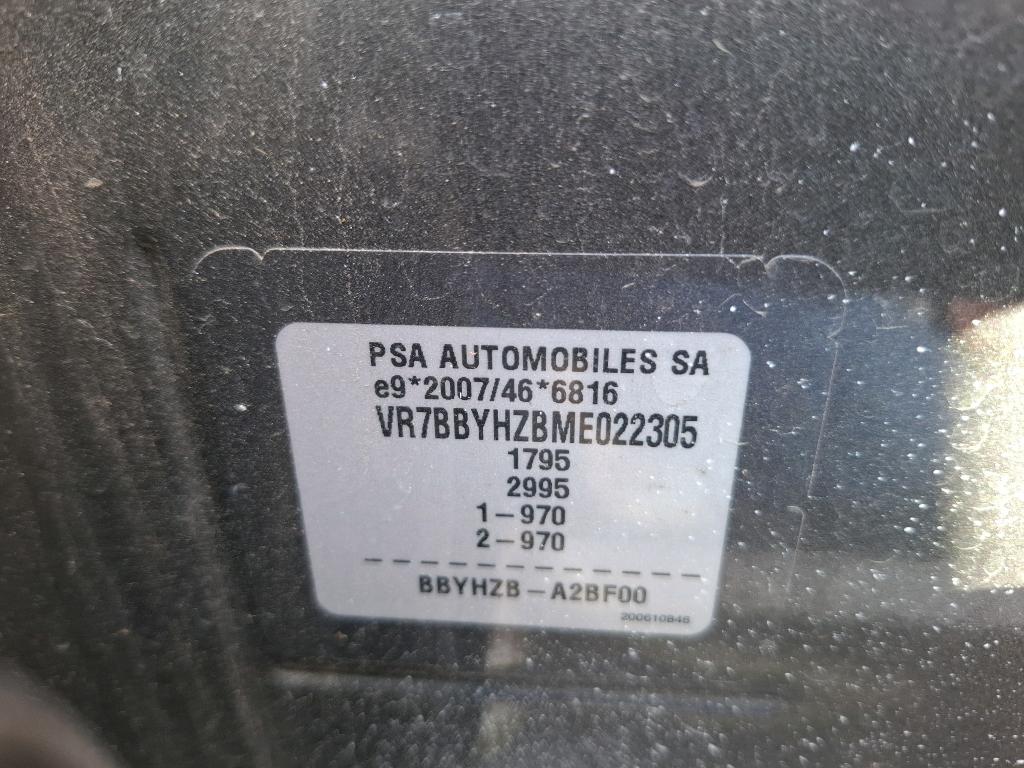 PSA AUTOMOBILES SA
e9*2007/46*6816
VR7BBYHZBME022305
1795
2995
1-970
2-970
BBYHZB-A2BF00
200610846